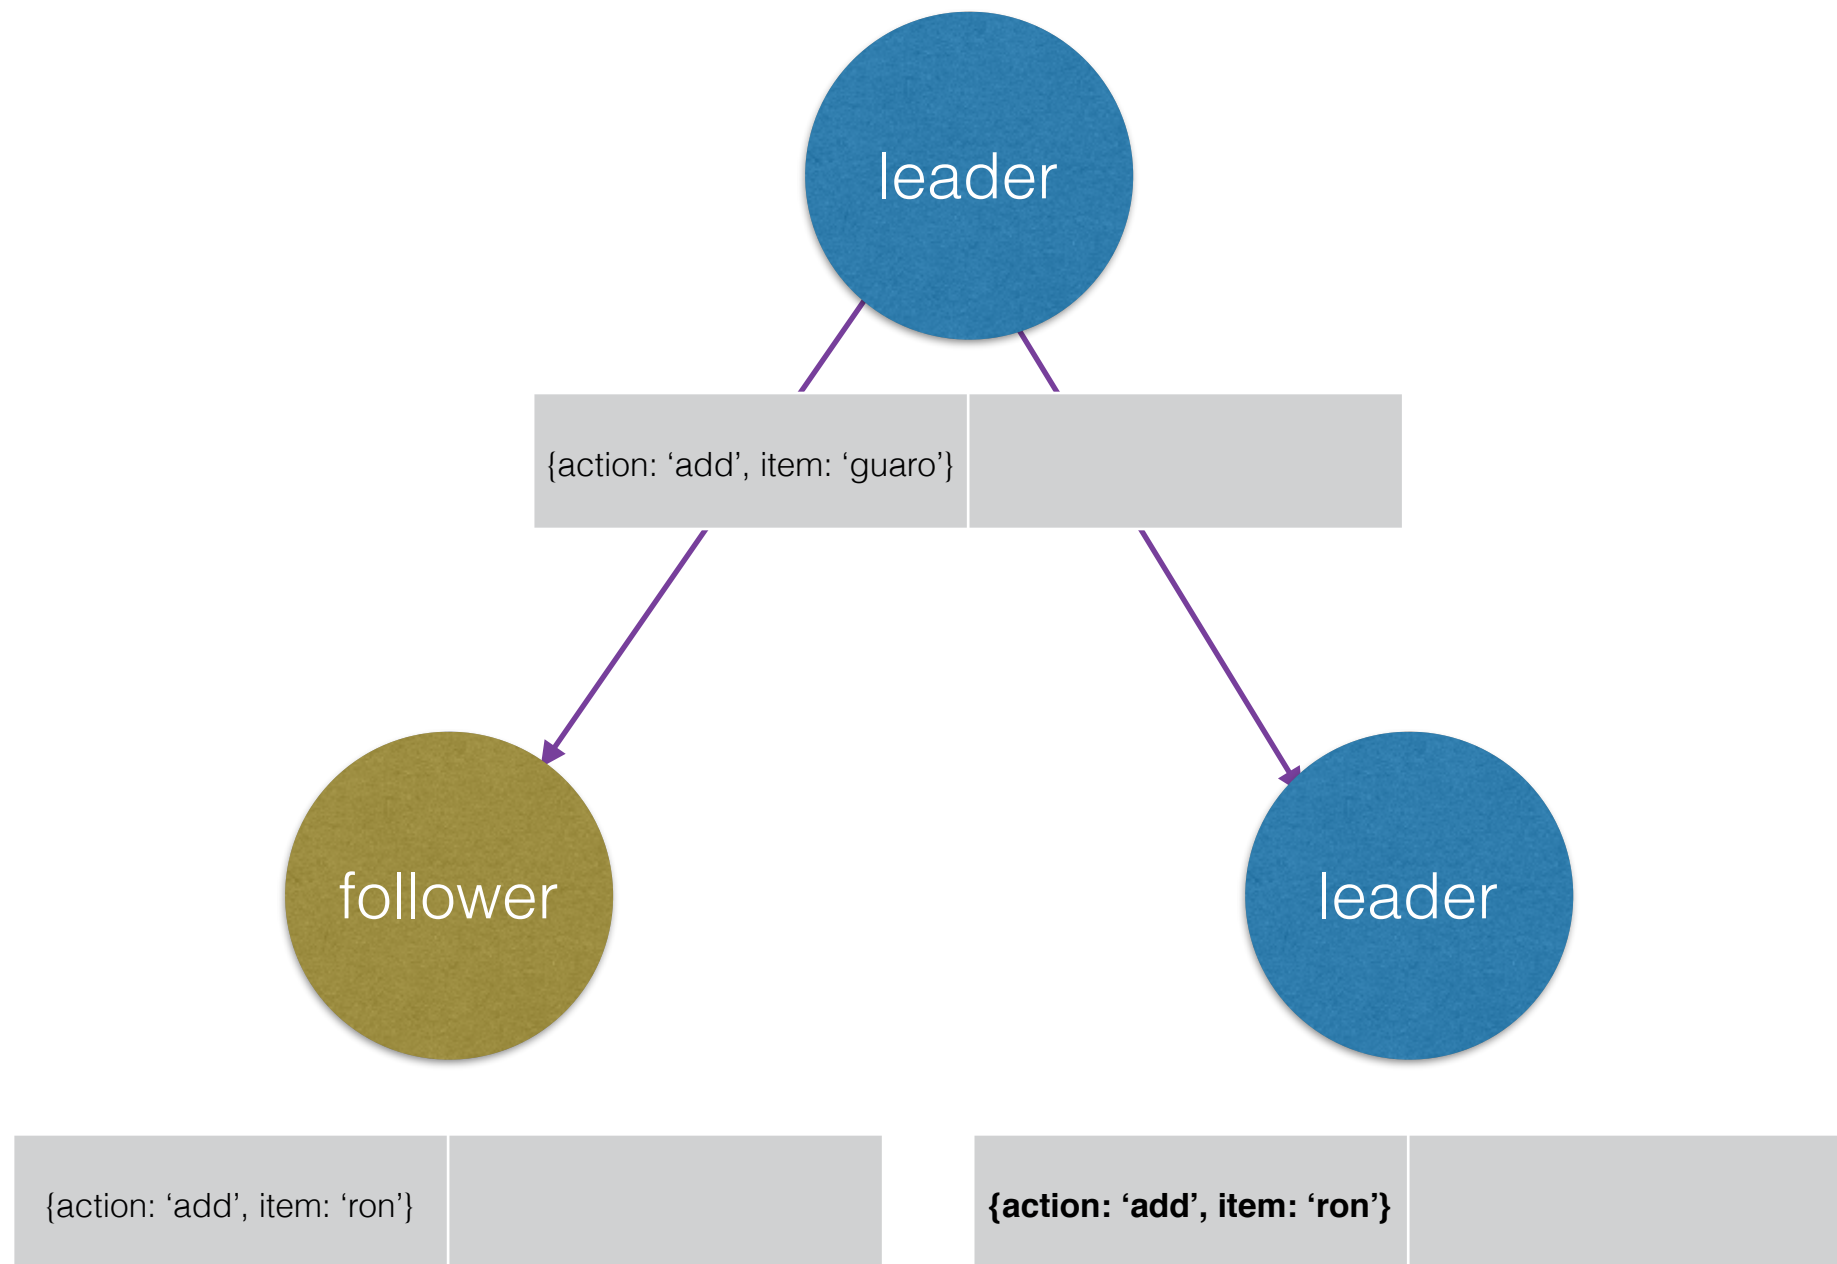 leader
{action: ‘add’, item: ‘guaro’}
follower
leader
{action: ‘add’, item: ‘ron’}
{action: ‘add’, item: ‘ron’}